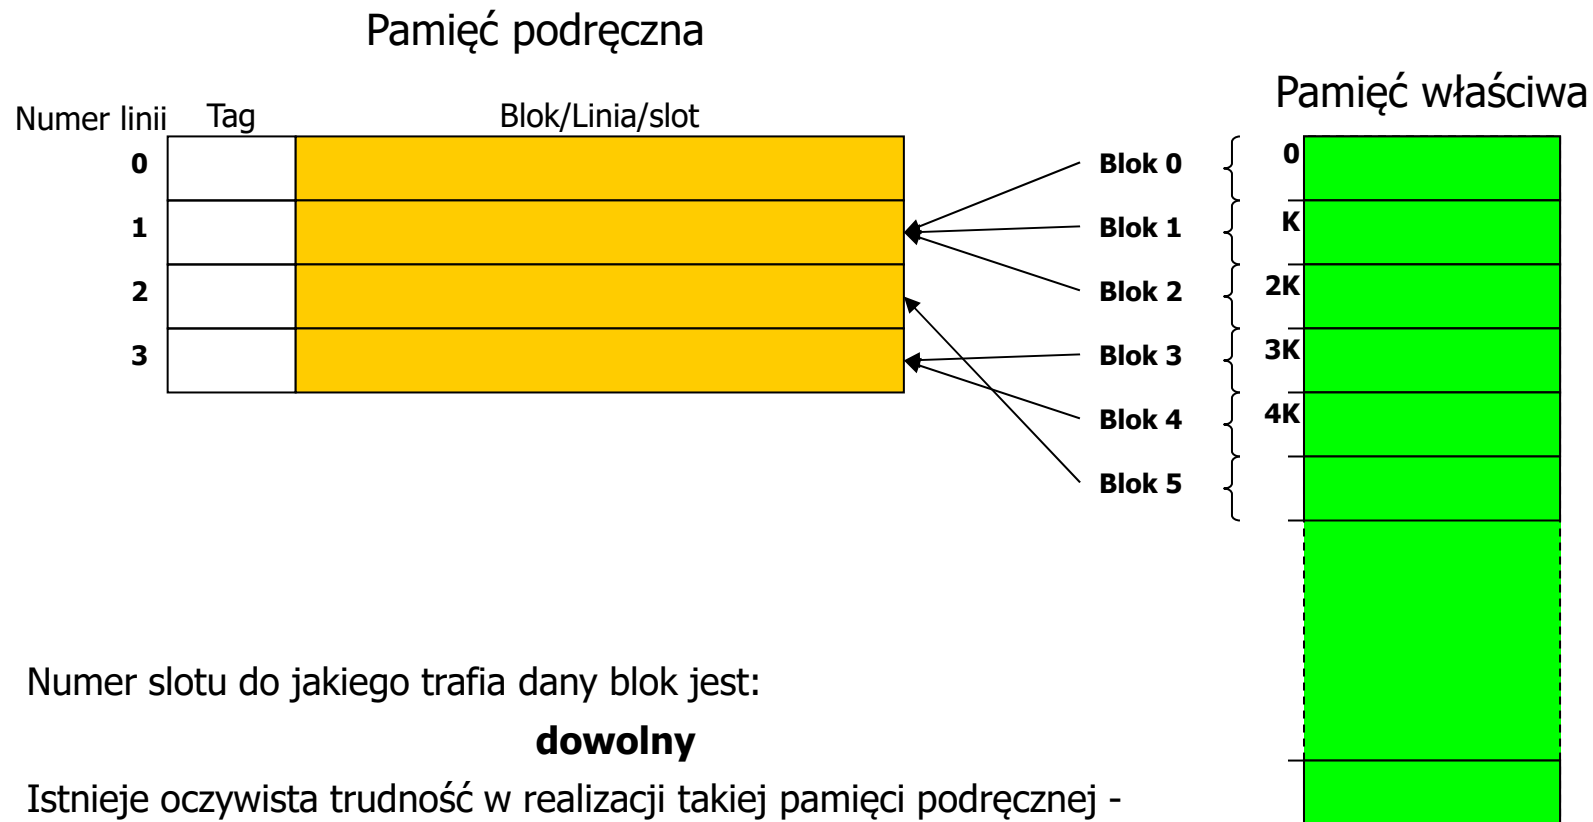 Pamięć podręczna
Pamięć właściwa
Numer linii Tag Blok/Linia/slot
0 Blok 0 0
1 Blok 1 K
2 Blok 2 2K
3 Blok 3 3K
Blok 4 4K
Blok 5
Numer slotu do jakiego trafia dany blok jest:
dowolny
Istnieje oczywista trudność w realizacji takiej pamięci podręcznej -